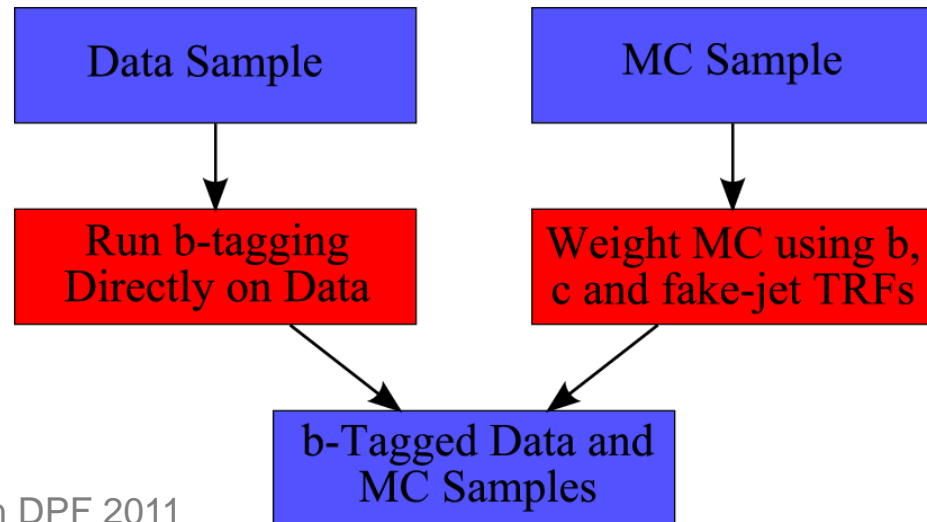 Data Sample
MC Sample
Run b-tagging
Directly on Data
Weight MC using b,
c and fake-jet TRFs
b-Tagged Data and
MC Samples
DPF 2011